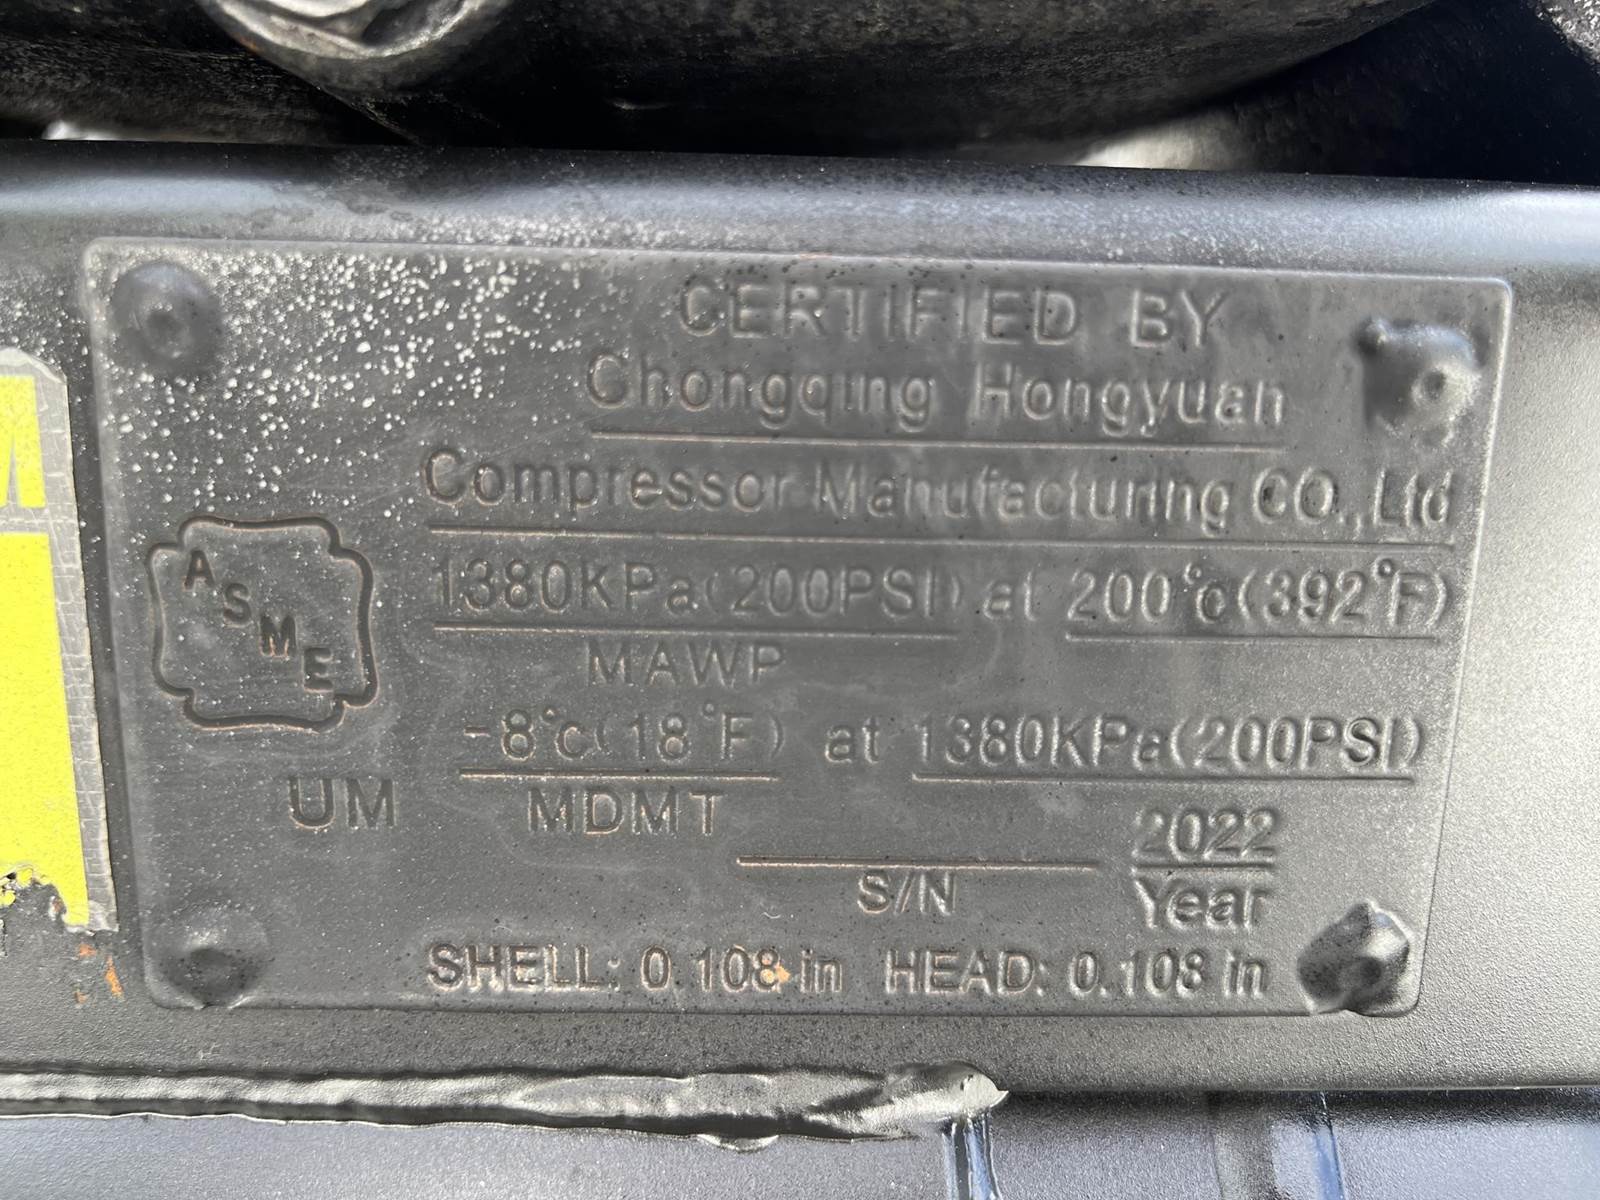 CERTIFIED BY
Chongqing Hongyuan
Compressor Manufacturing CO.,Ltd
ASME
1380KPa(200PSI) at 200°c(392°F)
MAWP
-8°c(18°F) at 1380KPa(200PSI)
UM MDMT
2022
S/N Year
SHELL: 0.108 in HEAD: 0.108 in